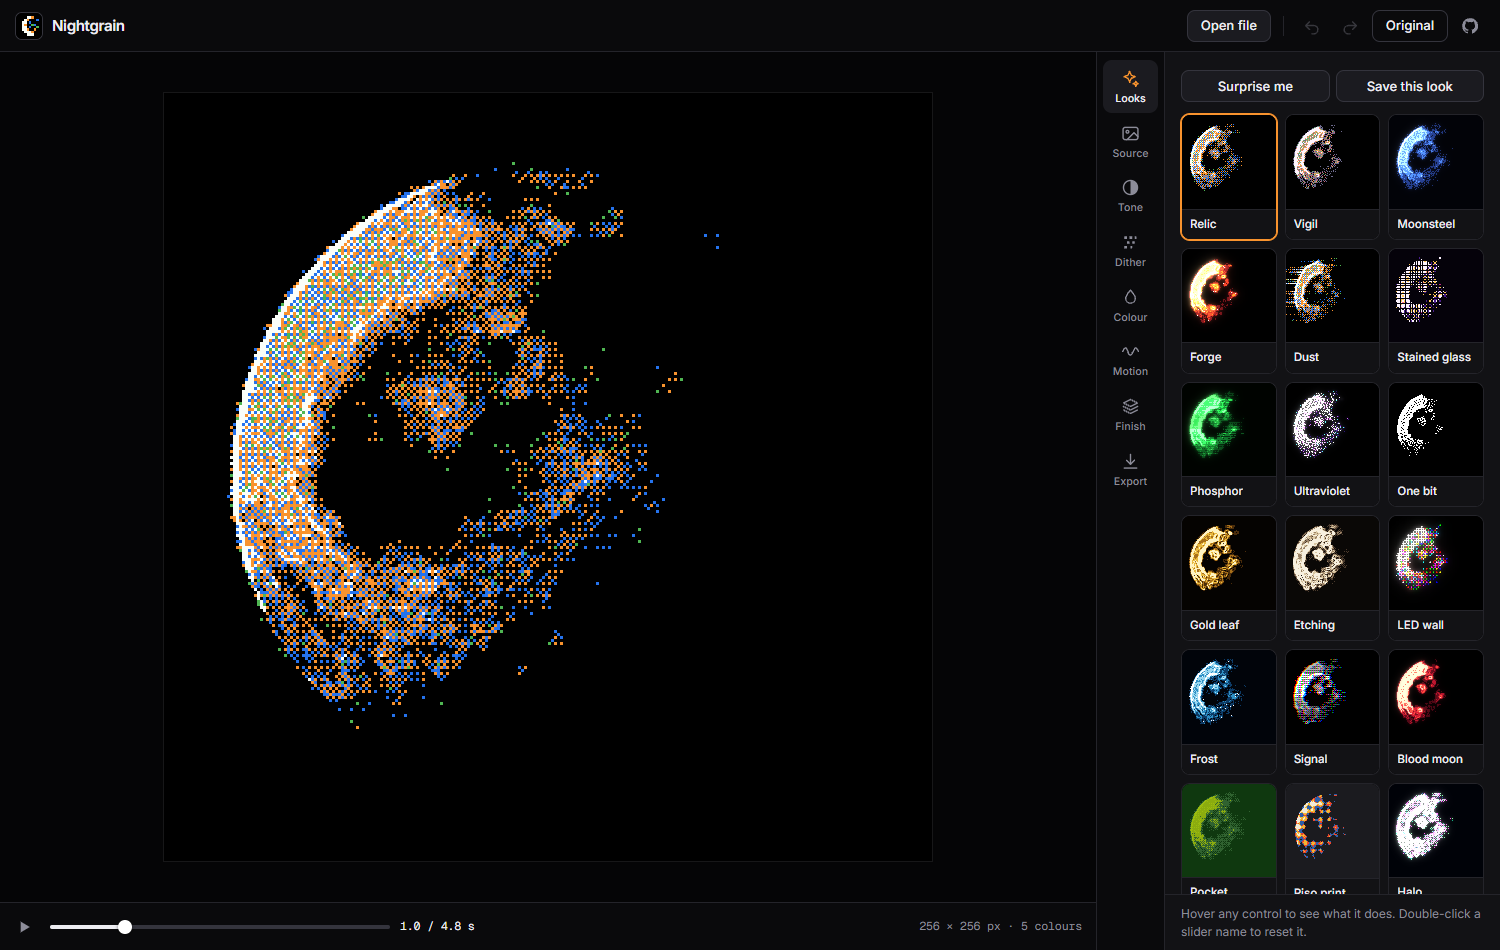 Nightgrain
Open file
Original
Looks
Source
Tone
Dither
Colour
Motion
Finish
Export
Surprise me
Save this look
Relic
Vigil
Moonsteel
Forge
Dust
Stained glass
Phosphor
Ultraviolet
One bit
Gold leaf
Etching
LED wall
Frost
Signal
Blood moon
Pocket
Riso print
Halo
1.0 / 4.8 s
256 × 256 px · 5 colours
Hover any control to see what it does. Double-click a
slider name to reset it.